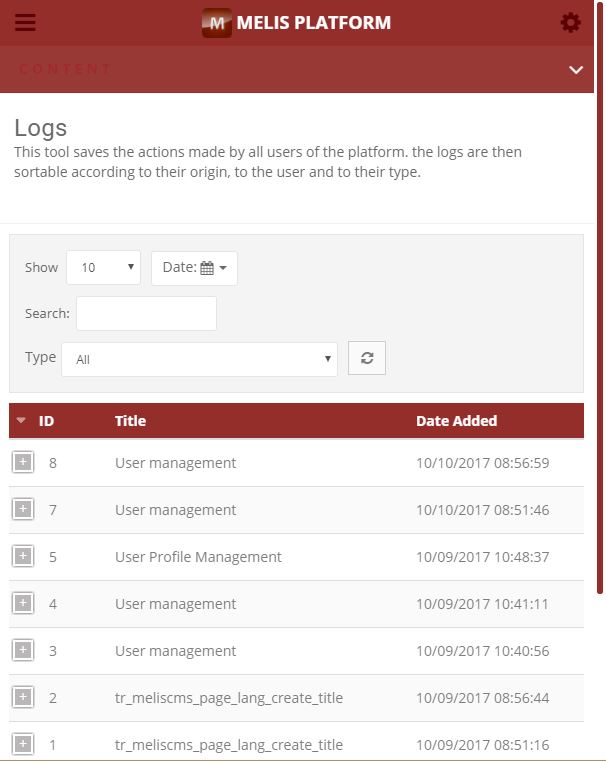 M MELIS PLATFORM
CONTENT
Logs
This tool saves the actions made by all users of the platform. the logs are then
sortable according to their origin, to the user and to their type.
Show 10 Date:
Search:
Type All
ID Title Date Added
8 User management 10/10/2017 08:56:59
7 User management 10/10/2017 08:51:46
5 User Profile Management 10/09/2017 10:48:37
4 User management 10/09/2017 10:41:11
3 User management 10/09/2017 10:40:56
2 tr_meliscms_page_lang_create_title 10/09/2017 08:56:44
1 tr_meliscms_page_lang_create_title 10/09/2017 08:51:16